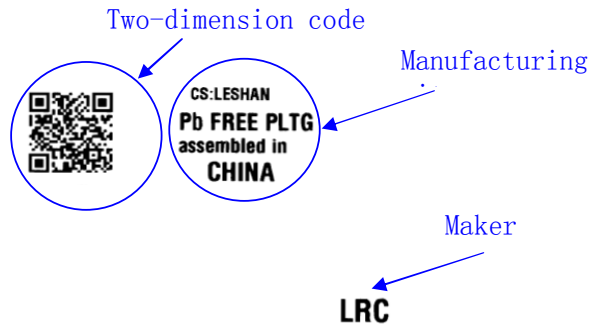 Two-dimension code
Manufacturing
CS:LESHAN
Pb FREE PLTG
assembled in
CHINA
Maker
LRC